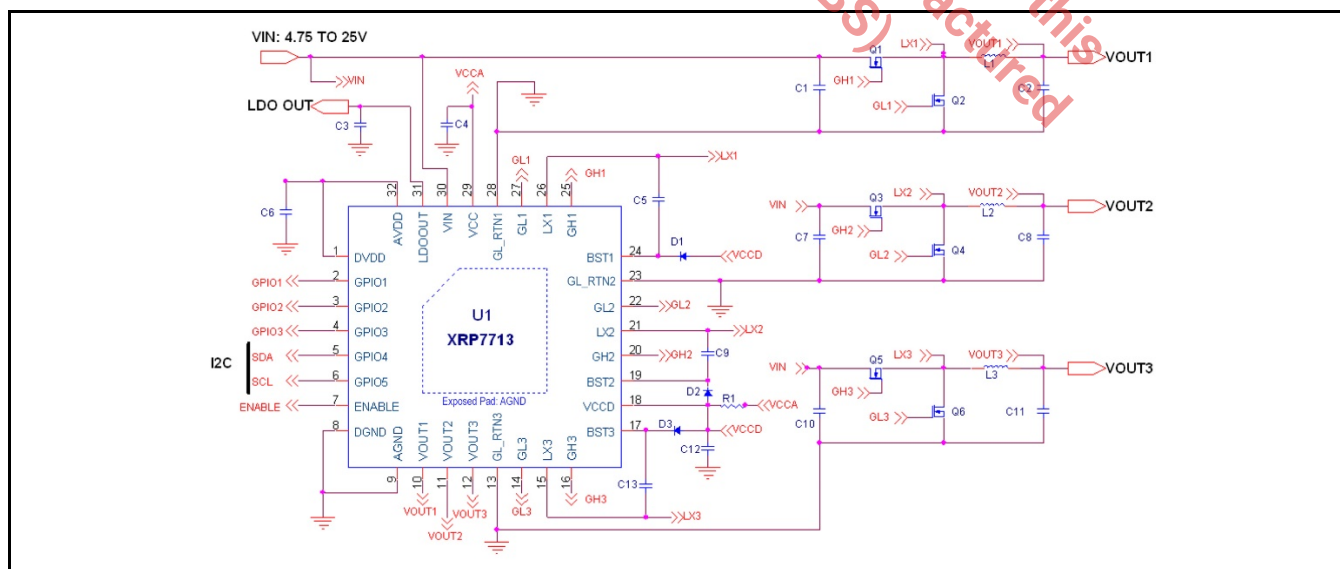 this
SS)
actured
VIN: 4.75 TO 25V
VIN
LDO OUT
C3
VCCA
C4
C1
Q1
GH1
LX1
GL1
Q2
VOUT1
L1
C2
VOUT1
C6
32 31 30 29 28 27 26 25
GL1
GH1
LX1
AVDD
LDOOUT
VIN
VCC
GL_RTN1
GL1
LX1
GH1
C5
D1
VCCD
1 DVDD
GPIO1 2 GPIO1
GPIO2 3 GPIO2
GPIO3 4 GPIO3
I2C
SDA 5 GPIO4
SCL 6 GPIO5
ENABLE 7 ENABLE
8 DGND
U1
XRP7713
Exposed Pad: AGND
BST1 24
GL_RTN2 23
GL2 22 GL2
LX2 21 LX2
GH2 20 GH2
C9
BST2 19
D2
VCCD 18 R1 VCCA
BST3 17 D3 VCCD
C12
C13
AGND
VOUT1
VOUT2
VOUT3
GL_RTN3
GL3
LX3
GH3
9 10 11 12 13 14 15 16
VOUT1
VOUT2
VOUT3
GL3
GH3
LX3
VIN
C7
Q3
GH2
LX2
GL2
Q4
VOUT2
L2
C8
VOUT2
VIN
C10
Q5
GH3
LX3
GL3
Q6
VOUT3
L3
C11
VOUT3